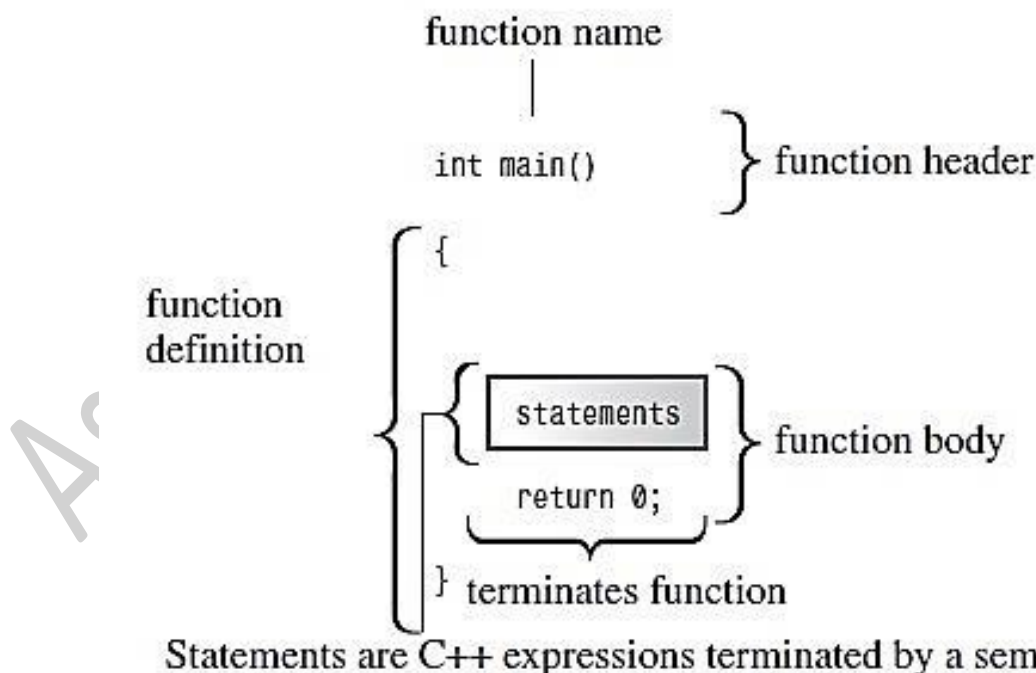 function name
int main()
function header
{
function
definition
statements
function body
return 0;
}
terminates function
Statements are C++ expressions terminated by a